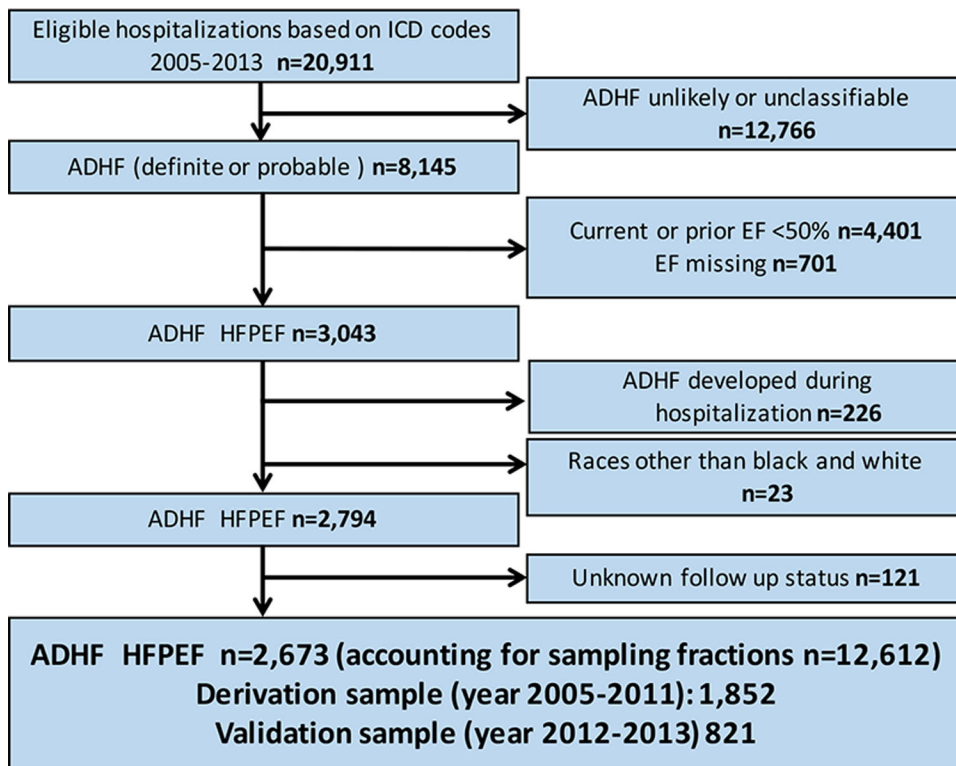 Eligible hospitalizations based on ICD codes
2005-2013 n=20,911
ADHF unlikely or unclassifiable
n=12,766
ADHF (definite or probable ) n=8,145
Current or prior EF <50% n=4,401
EF missing n=701
ADHF HFPEF n=3,043
ADHF developed during
hospitalization n=226
Races other than black and white
n=23
ADHF HFPEF n=2,794
Unknown follow up status n=121
ADHF HFPEF n=2,673 (accounting for sampling fractions n=12,612)
Derivation sample (year 2005-2011): 1,852
Validation sample (year 2012-2013) 821